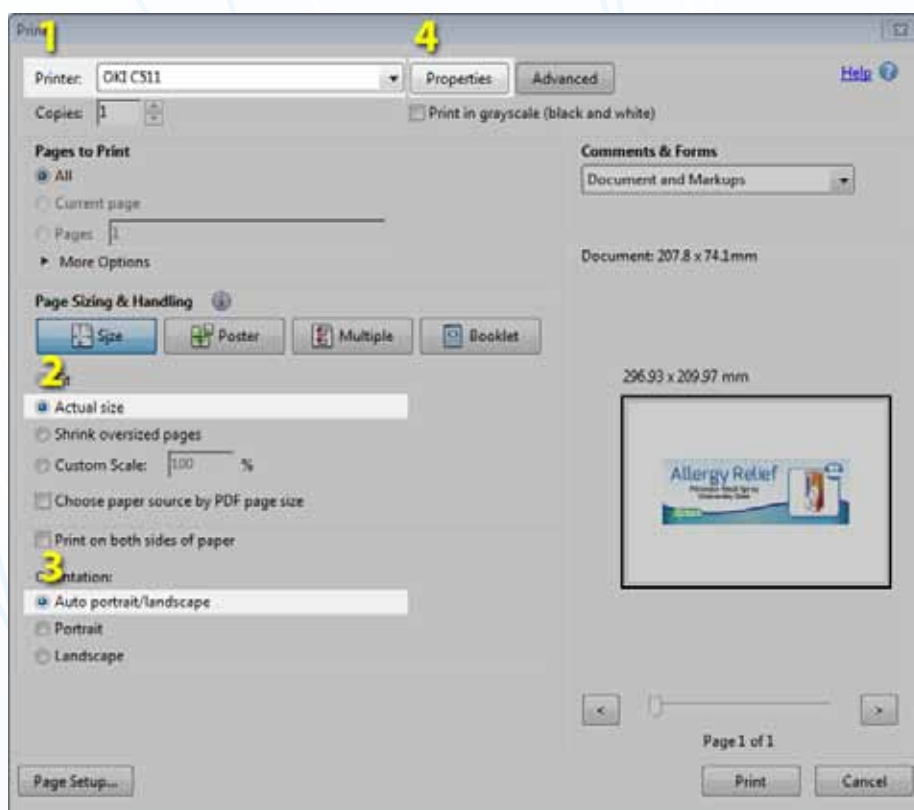 Print
1
4
Printer: OKI C511 Properties Advanced Help
Copies: 1 Print in grayscale (black and white)
Pages to Print
All
Current page
Pages 1
More Options
Comments & Forms
Document and Markups
Document: 207.8 x 74.1mm
Page Sizing & Handling
Size Poster Multiple Booklet
2
Actual size
Shrink oversized pages
Custom Scale: 100 %
Choose paper source by PDF page size
Print on both sides of paper
3
Auto portrait/landscape
Portrait
Landscape
296.93 x 209.97 mm
Allergy Relief
< >
Page 1 of 1
Page Setup... Print Cancel